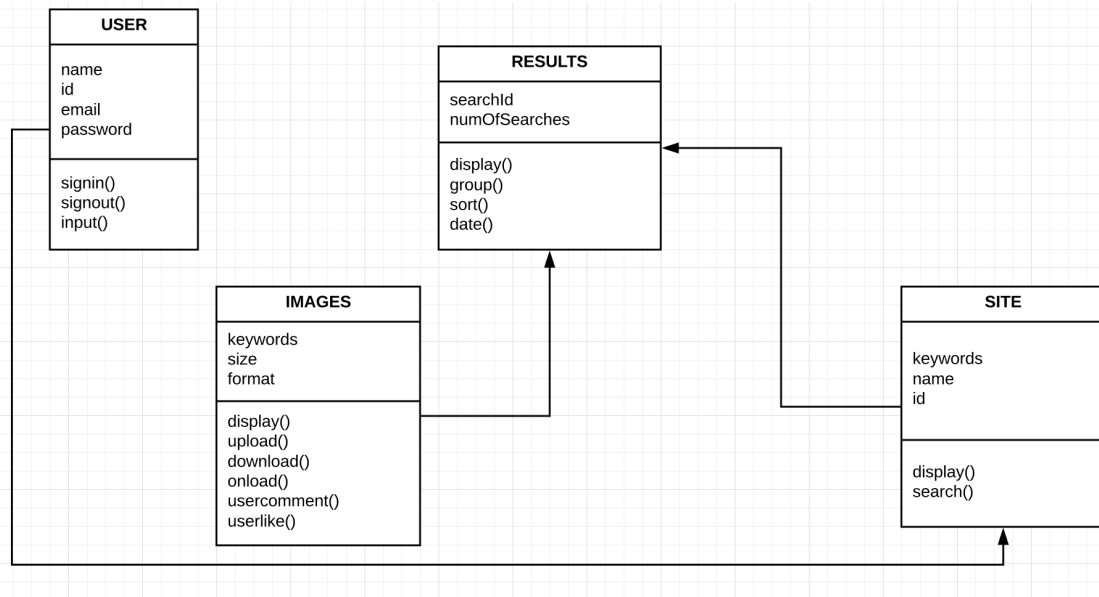 USER
name
id
email
password
signin()
signout()
input()
RESULTS
searchId
numOfSearches
display()
group()
sort()
date()
IMAGES
keywords
size
format
display()
upload()
download()
onload()
usercomment()
userlike()
SITE
keywords
name
id
display()
search()